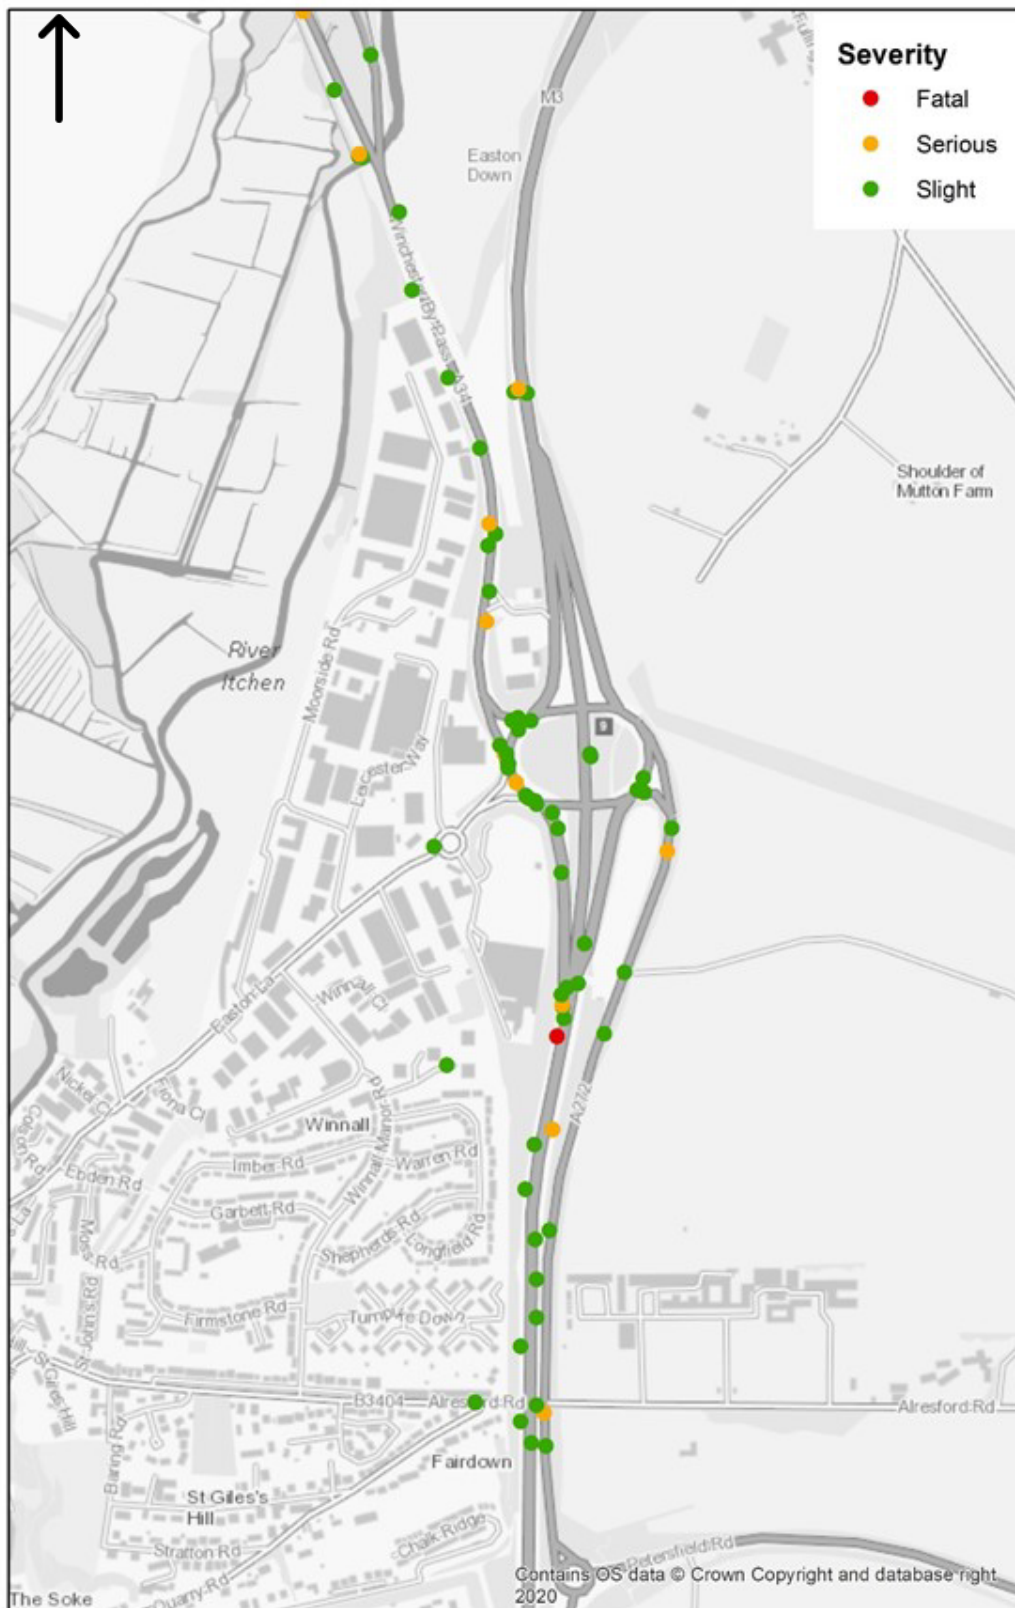 Severity
Fatal
Serious
Slight
M3
Easton
Down
Winchester By-Pass A34
Shoulder of
Mutton Farm
River
Itchen
Moorside Rd
9
Leicester Way
Easton La
Winnall Cl
Nickel Cl
Fiona Cl
Colson Rd
Winnall
Winnall Manor Rd
A272
Imber Rd
Warren Rd
Ebden Rd
Garbett Rd
Moss Rd
Shepherds Rd
Longfield Rd
Firmstone Rd
Turnpike Down
St John's Rd
St Giles Hill
B3404
Alresford Rd
Alresford Rd
Baring Rd
Fairdown
St Giles's
Hill
Chalk Ridge
Stratton Rd
Petersfield Rd
Quarry Rd
The Soke
Contains OS data © Crown Copyright and database right
2020